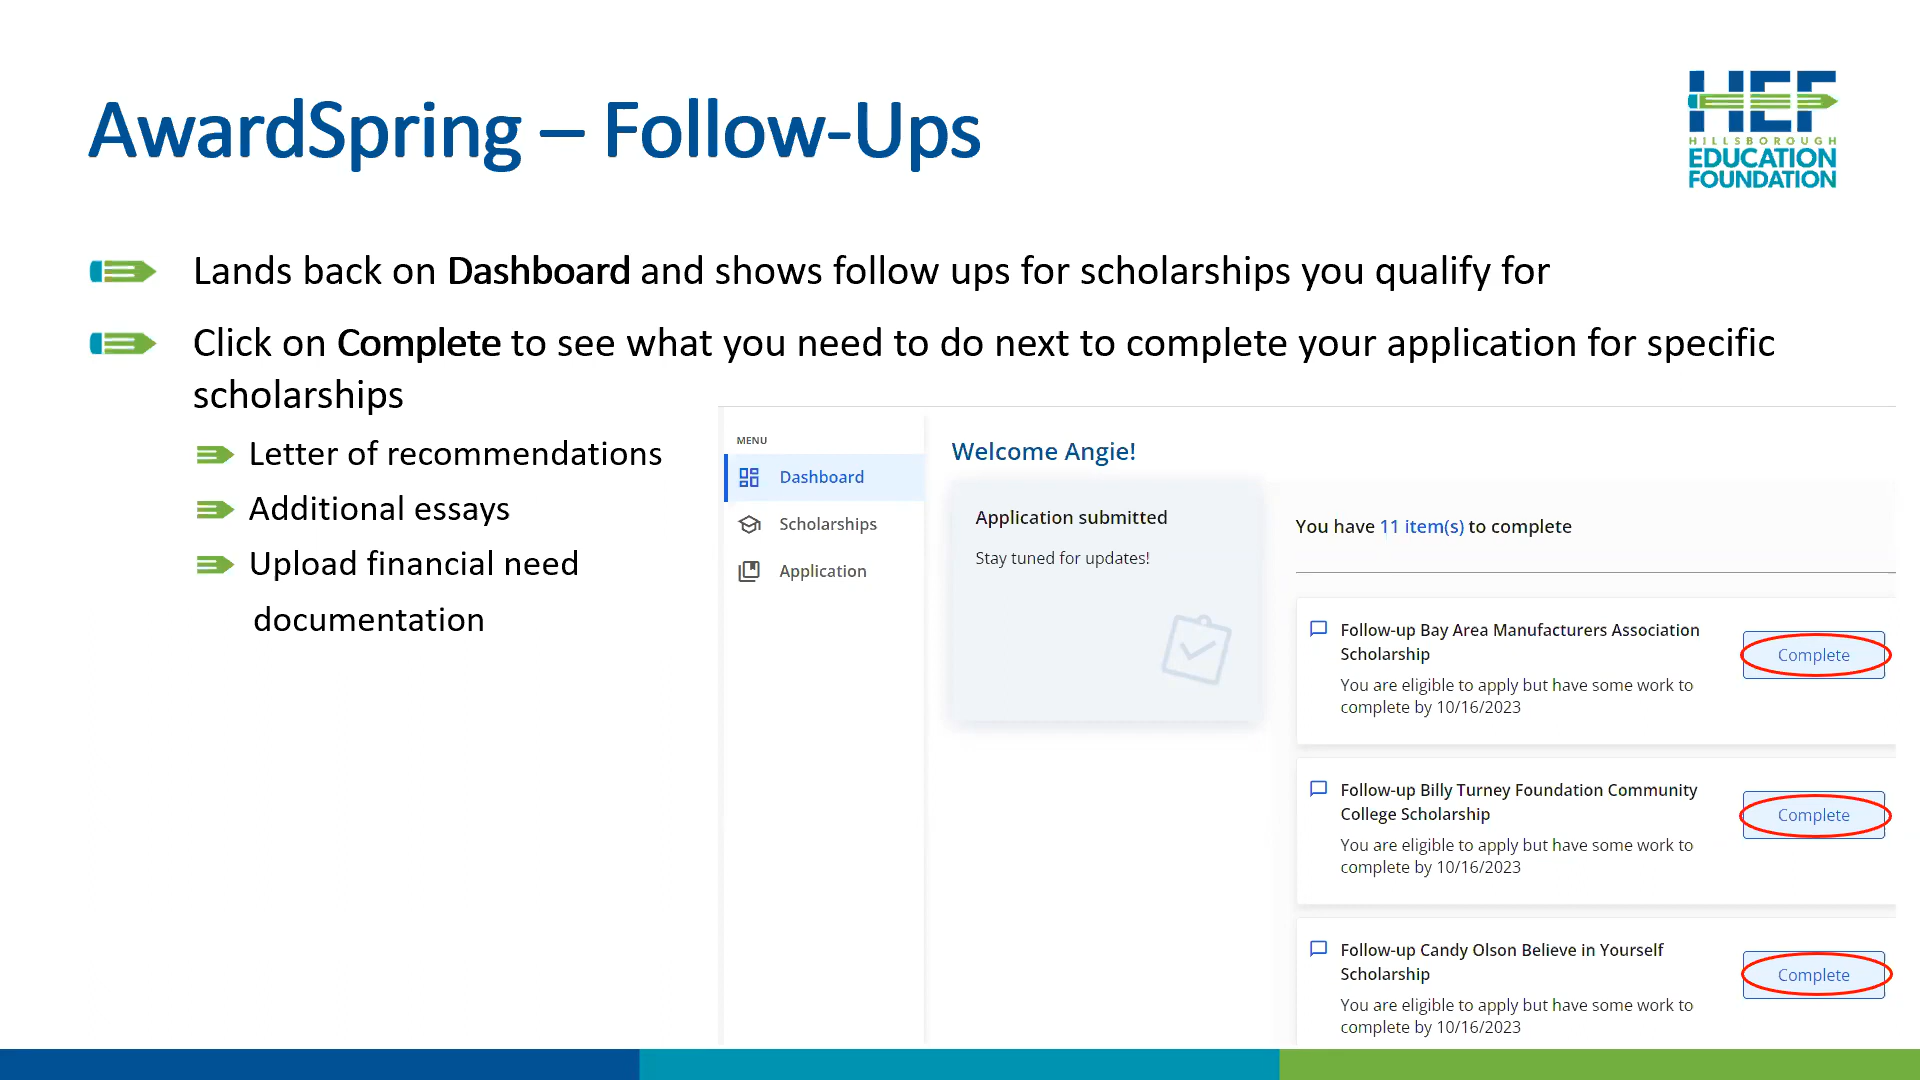 AwardSpring – Follow-Ups
HEF
HILLSBOROUGH
EDUCATION
FOUNDATION
Lands back on Dashboard and shows follow ups for scholarships you qualify for
Click on Complete to see what you need to do next to complete your application for specific
scholarships
Letter of recommendations
Additional essays
Upload financial need
documentation
MENU
Dashboard
Scholarships
Application
Welcome Angie!
Application submitted
Stay tuned for updates!
You have 11 item(s) to complete
Follow-up Bay Area Manufacturers Association
Scholarship
You are eligible to apply but have some work to
complete by 10/16/2023
Complete
Follow-up Billy Turney Foundation Community
College Scholarship
You are eligible to apply but have some work to
complete by 10/16/2023
Complete
Follow-up Candy Olson Believe in Yourself
Scholarship
You are eligible to apply but have some work to
complete by 10/16/2023
Complete